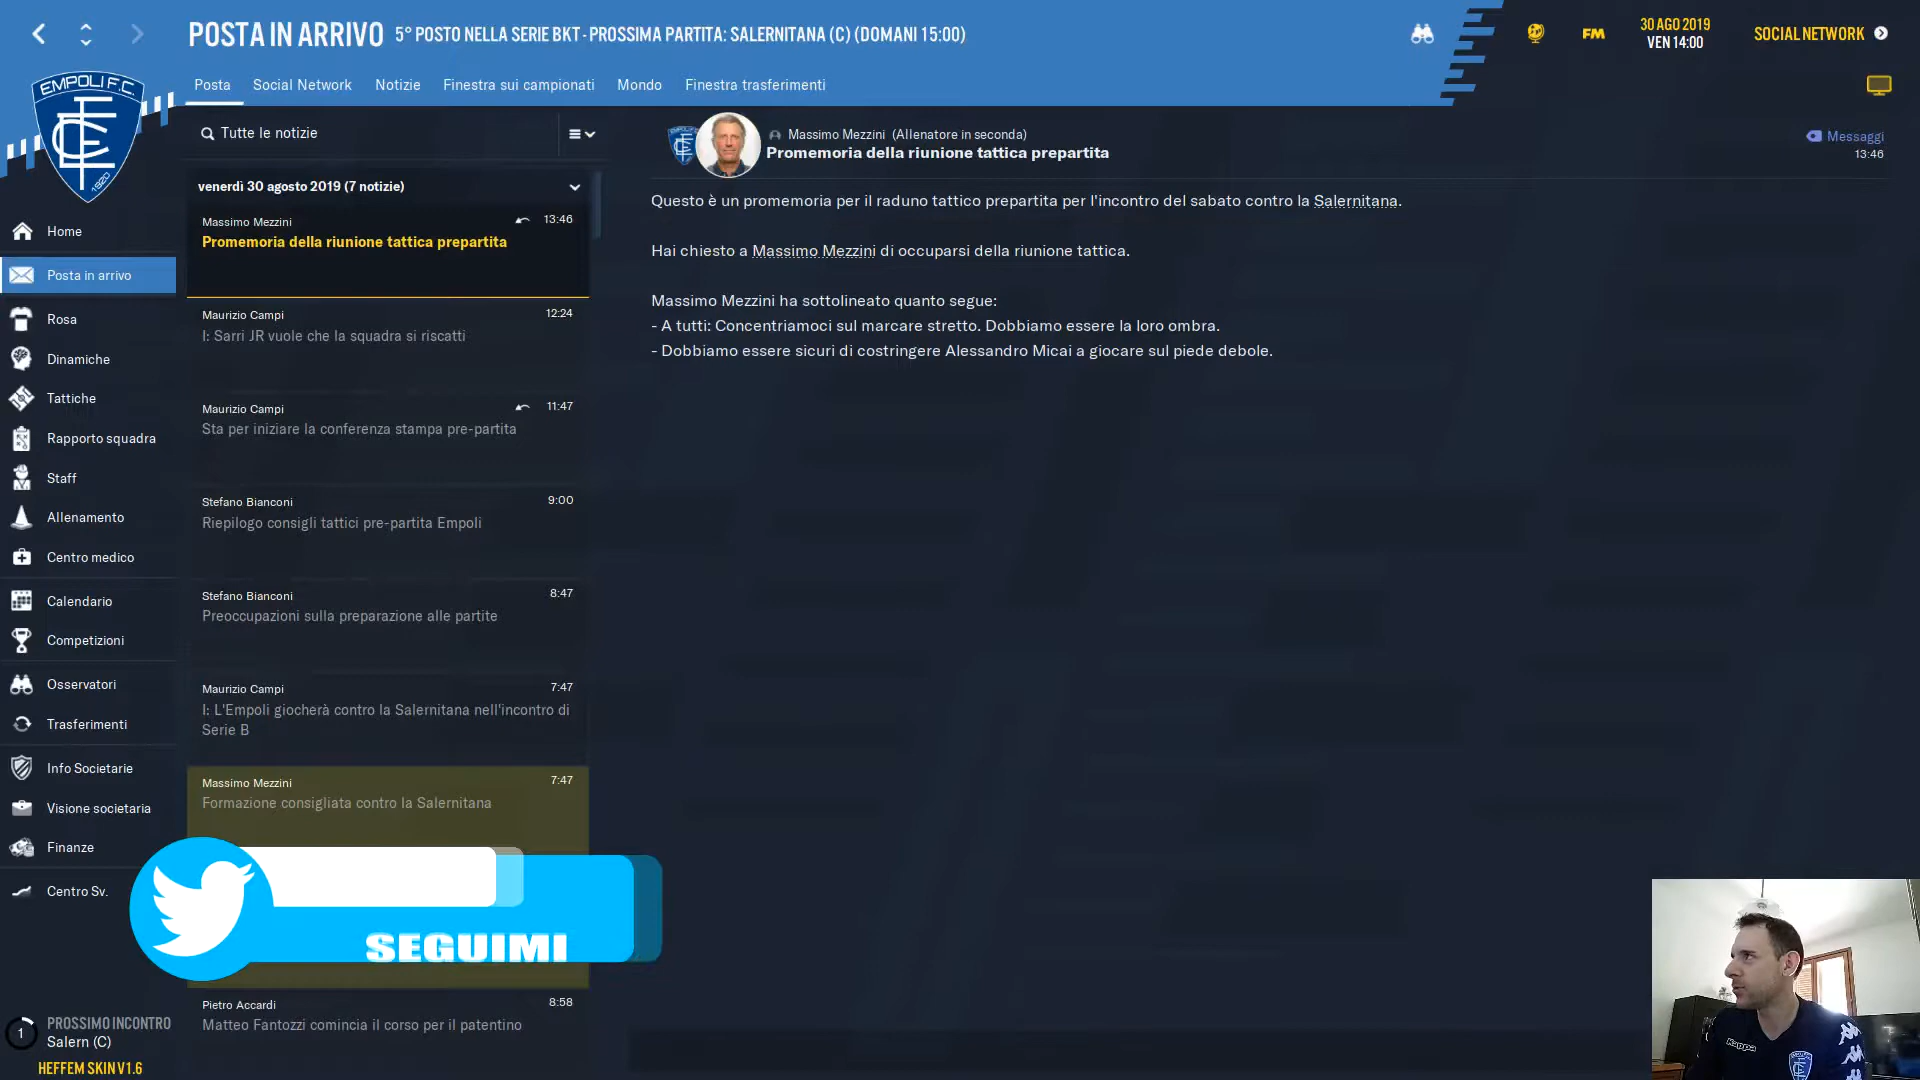 POSTA IN ARRIVO
5° POSTO NELLA SERIE BKT - PROSSIMA PARTITA: SALERNITANA (C) (DOMANI 15:00)
FM
30 AGO 2019
VEN 14:00
SOCIAL NETWORK
Posta Social Network Notizie Finestra sui campionati Mondo Finestra trasferimenti
EMPOLI F.C.
1920
Home
Posta in arrivo
Rosa
Dinamiche
Tattiche
Rapporto squadra
Staff
Allenamento
Centro medico
Calendario
Competizioni
Osservatori
Trasferimenti
Info Societarie
Visione societaria
Finanze
Centro Sv.
1
PROSSIMO INCONTRO
Salern (C)
HEFFEM SKIN V1.6
Tutte le notizie
venerdì 30 agosto 2019 (7 notizie)
Massimo Mezzini 13:46
Promemoria della riunione tattica prepartita
Maurizio Campi 12:24
I: Sarri JR vuole che la squadra si riscatti
Maurizio Campi 11:47
Sta per iniziare la conferenza stampa pre-partita
Stefano Bianconi 9:00
Riepilogo consigli tattici pre-partita Empoli
Stefano Bianconi 8:47
Preoccupazioni sulla preparazione alle partite
Maurizio Campi 7:47
I: L'Empoli giocherà contro la Salernitana nell'incontro di
Serie B
Massimo Mezzini 7:47
Formazione consigliata contro la Salernitana
SEGUIMI
Pietro Accardi 8:58
Matteo Fantozzi comincia il corso per il patentino
Massimo Mezzini (Allenatore in seconda)
Promemoria della riunione tattica prepartita
Messaggi
13:46
Questo è un promemoria per il raduno tattico prepartita per l'incontro del sabato contro la Salernitana.
Hai chiesto a Massimo Mezzini di occuparsi della riunione tattica.
Massimo Mezzini ha sottolineato quanto segue:
- A tutti: Concentriamoci sul marcare stretto. Dobbiamo essere la loro ombra.
- Dobbiamo essere sicuri di costringere Alessandro Micai a giocare sul piede debole.
Kappa